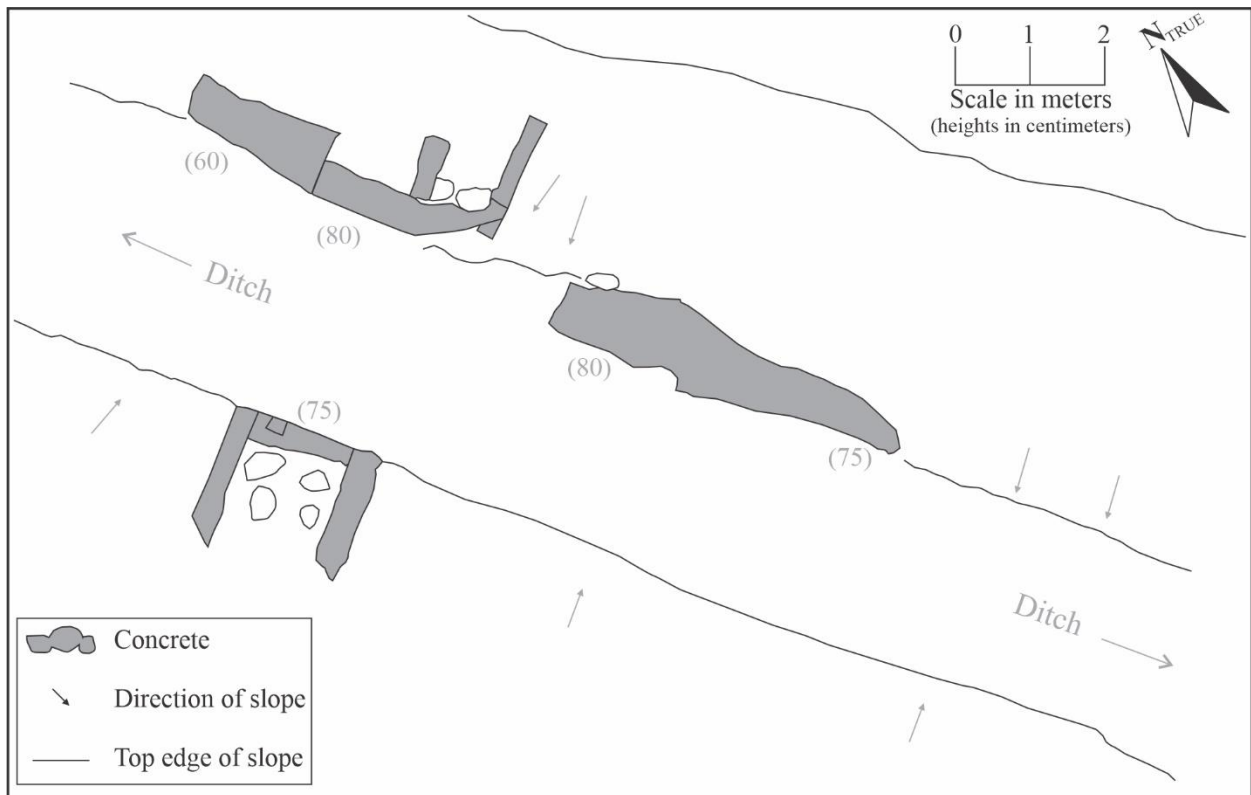 0 1 2
Scale in meters
(heights in centimeters)
N TRUE
(60)
(80)
Ditch
(80)
(75)
(75)
Ditch
Concrete
Direction of slope
Top edge of slope